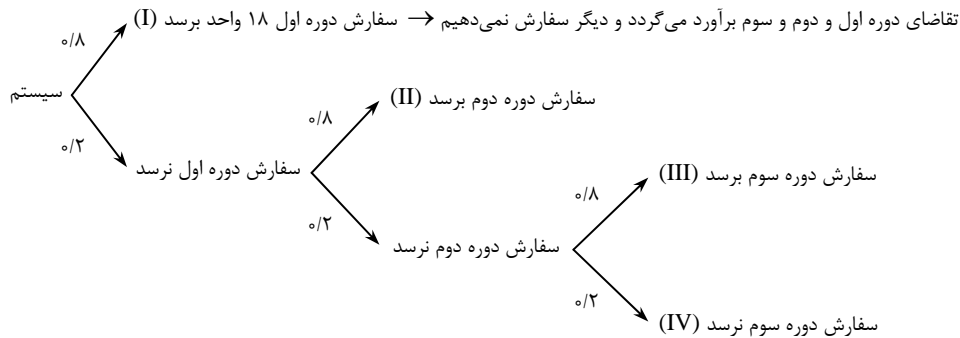 سفارش دوره اول ۱۸ واحد برسد (I) → تقاضای دوره اول و دوم و سوم برآورد می‌گردد و دیگر سفارش نمی‌دهیم
۰/۸
سیستم
۰/۲
سفارش دوره اول نرسد
۰/۸
سفارش دوره دوم برسد (II)
۰/۲
سفارش دوره دوم نرسد
۰/۸
سفارش دوره سوم برسد (III)
۰/۲
سفارش دوره سوم نرسد (IV)